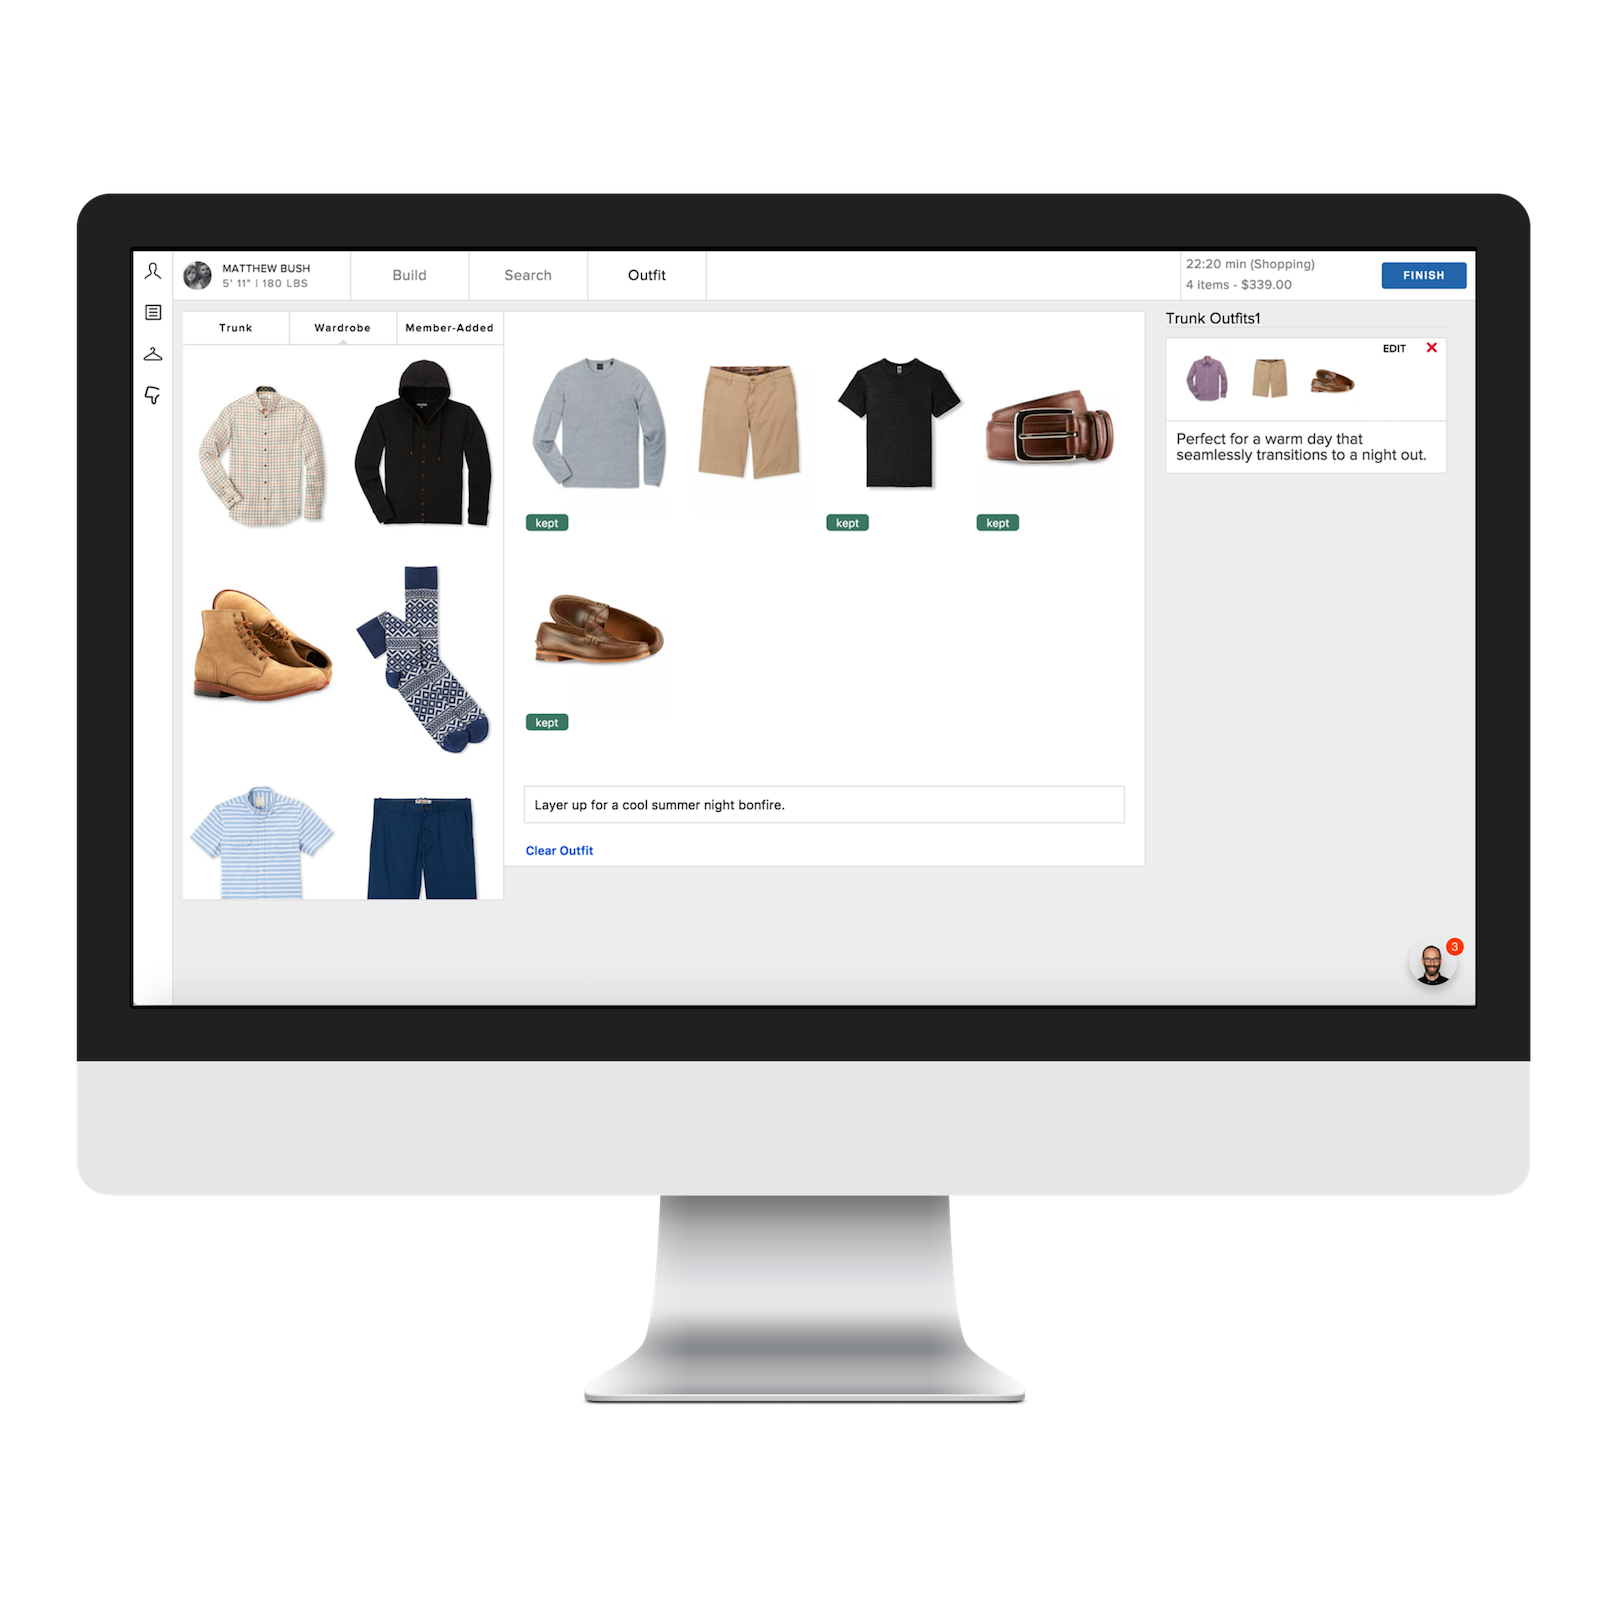 MATTHEW BUSH
5' 11" | 180 LBS
Build
Search
Outfit
22:20 min (Shopping)
4 items - $339.00
FINISH
Trunk
Wardrobe
Member-Added
kept
kept
kept
kept
Layer up for a cool summer night bonfire.
Clear Outfit
Trunk Outfits1
EDIT
Perfect for a warm day that
seamlessly transitions to a night out.
3